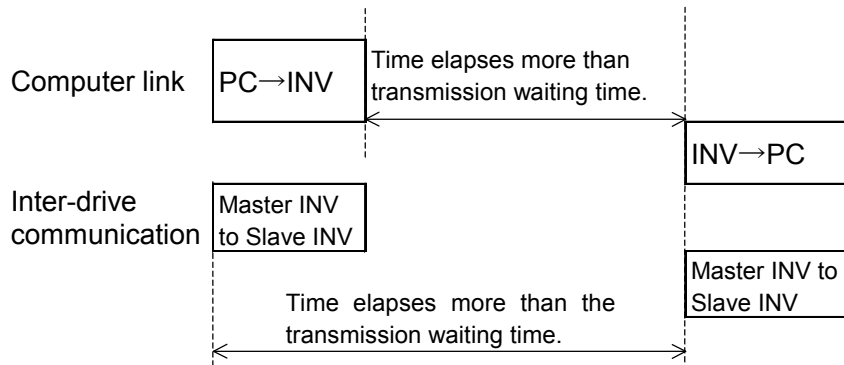 Computer link
PC→INV
Time elapses more than
transmission waiting time.
INV→PC
Inter-drive
communication
Master INV
to Slave INV
Master INV to
Slave INV
Time elapses more than the
transmission waiting time.